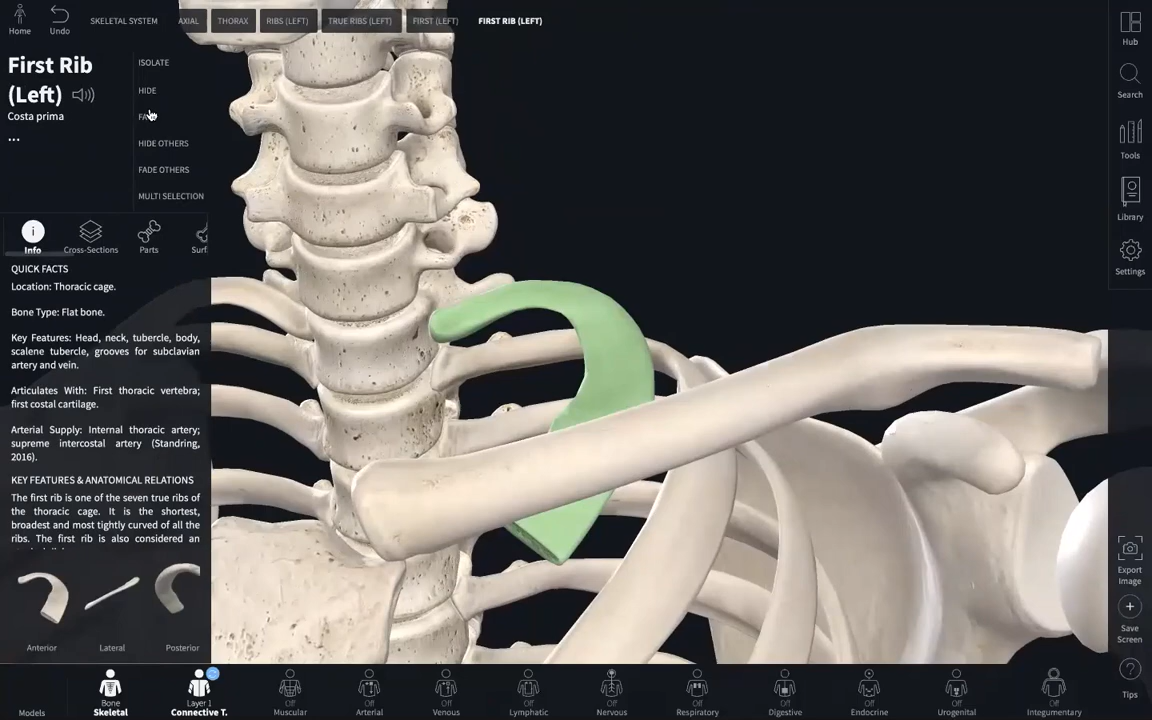 Home
Undo
SKELETAL SYSTEM
AXIAL
THORAX
RIBS (LEFT)
TRUE RIBS (LEFT)
FIRST (LEFT)
FIRST RIB (LEFT)
First Rib
(Left)
Costa prima
...
ISOLATE
HIDE
HIDE OTHERS
FADE OTHERS
MULTI SELECTION
Info
Cross-Sections
Parts
QUICK FACTS
Location: Thoracic cage.
Bone Type: Flat bone.
Key Features: Head, neck, tubercle, body,
scalene tubercle, grooves for subclavian
artery and vein.
Articulates With: First thoracic vertebra;
first costal cartilage.
Arterial Supply: Internal thoracic artery;
supreme intercostal artery (Standring,
2016).
KEY FEATURES & ANATOMICAL RELATIONS
The first rib is one of the seven true ribs of
the thoracic cage. It is the shortest,
broadest and most tightly curved of all the
ribs. The first rib is also considered an
Anterior
Lateral
Posterior
Hub
Search
Tools
Library
Settings
Export
Image
Save
Screen
Tips
Models
Bone
Skeletal
Layer 1
Connective T.
Off
Muscular
Off
Arterial
Off
Venous
Off
Lymphatic
Off
Nervous
Off
Respiratory
Off
Digestive
Off
Endocrine
Off
Urogenital
Off
Integumentary